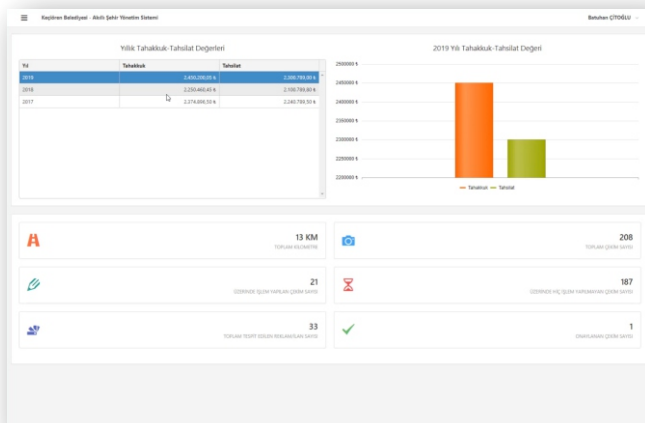 Keçiören Belediyesi - Akıllı Şehir Yönetim Sistemi
Batuhan ÇİTOĞLU
Yıllık Tahakkuk-Tahsilat Değerleri
Yıl Tahakkuk Tahsilat
2019 2.450.200,05 ₺ 2.300.789,00 ₺
2018 2.250.460,45 ₺ 2.100.789,80 ₺
2017 2.274.000,50 ₺ 2.240.789,50 ₺
2019 Yılı Tahakkuk-Tahsilat Değeri
2500000 ₺
2450000 ₺
2400000 ₺
2350000 ₺
2300000 ₺
2250000 ₺
2200000 ₺
Tahakkuk Tahsilat
13 KM
TOPLAM KİLOMETRE
208
TOPLAM ÇEKİM SAYISI
21
ÜZERİNDE İŞLEM YAPILAN ÇEKİM SAYISI
187
ÜZERİNDE HİÇ İŞLEM YAPILMAYAN ÇEKİM SAYISI
33
TOPLAM TESPİT EDİLEN REKLAM/İLAN SAYISI
1
ONAYLANAN ÇEKİM SAYISI